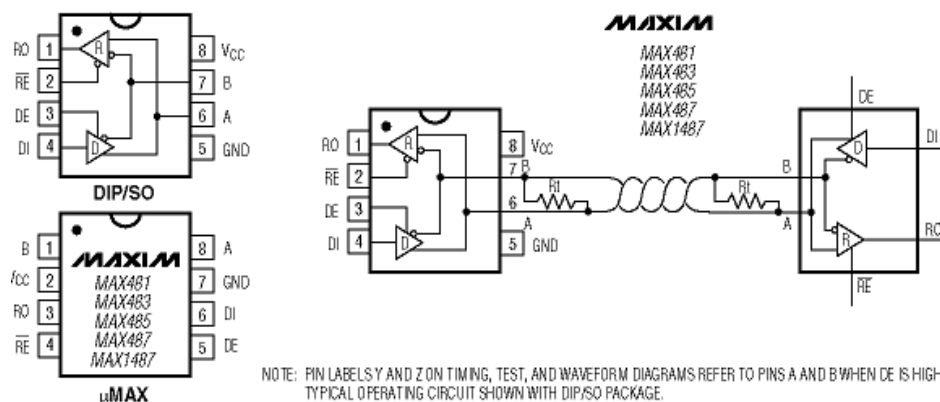 RO 1
RE 2
DE 3
DI 4
8 VCC
7 B
6 A
5 GND
R
D
DIP/SO
B 1
VCC 2
RO 3
RE 4
8 A
7 GND
6 DI
5 DE
MAXIM
MAX481
MAX483
MAX485
MAX487
MAX1487
µMAX
MAXIM
MAX481
MAX483
MAX485
MAX487
MAX1487
RO 1
RE 2
DE 3
DI 4
R
D
8 VCC
7 B
6 A
5 GND
Rt
Rt
B
A
DE
DI
D
R
RO
RE
NOTE: PIN LABELS Y AND Z ON TIMING, TEST, AND WAVEFORM DIAGRAMS REFER TO PINS A AND B WHEN DE IS HIGH
TYPICAL OPERATING CIRCUIT SHOWN WITH DIP/SO PACKAGE.